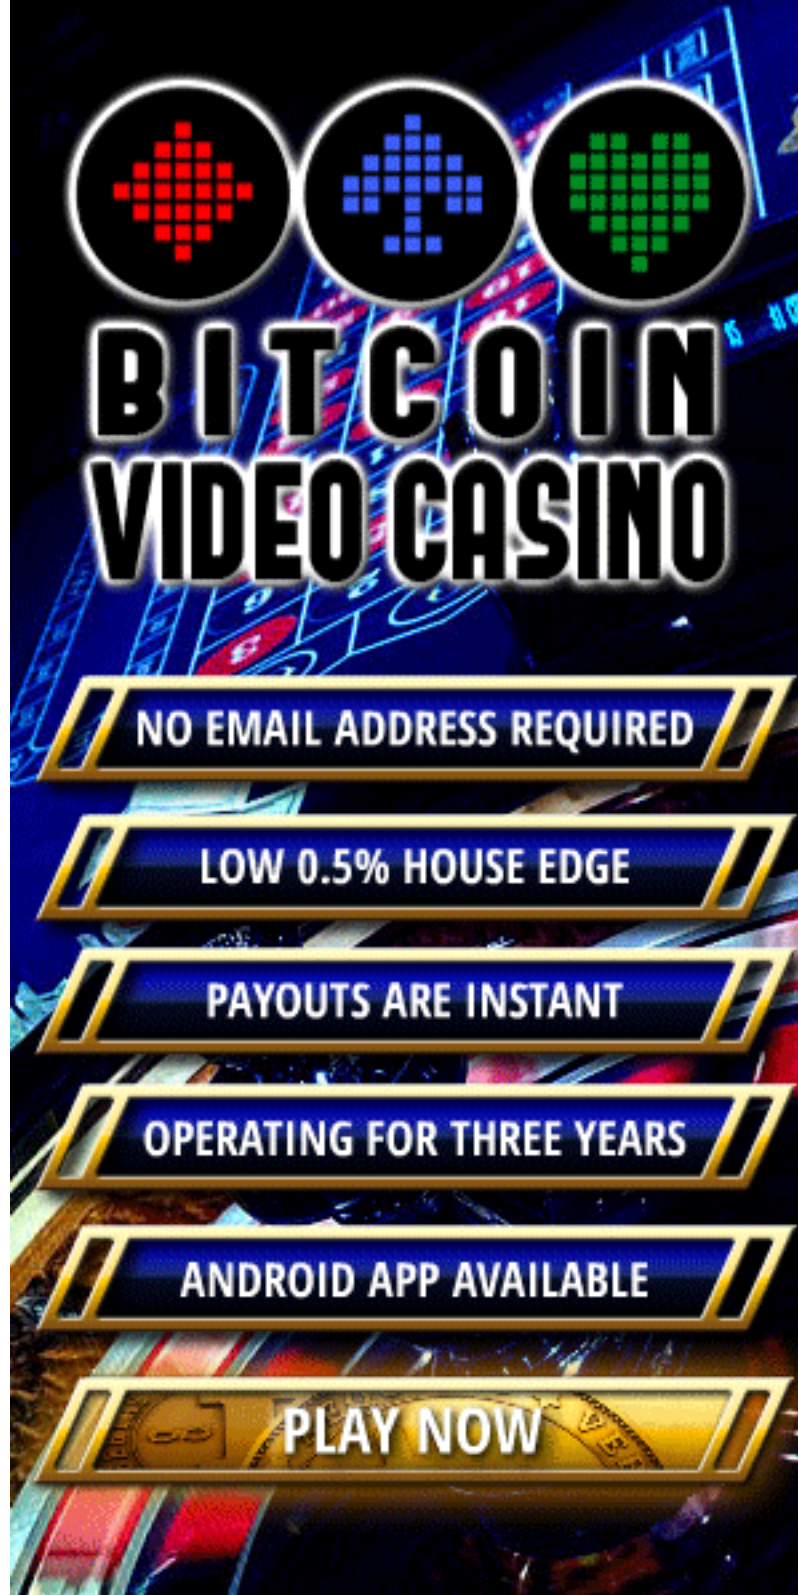 BITCOIN
VIDEO CASINO
NO EMAIL ADDRESS REQUIRED
LOW 0.5% HOUSE EDGE
PAYOUTS ARE INSTANT
OPERATING FOR THREE YEARS
ANDROID APP AVAILABLE
PLAY NOW